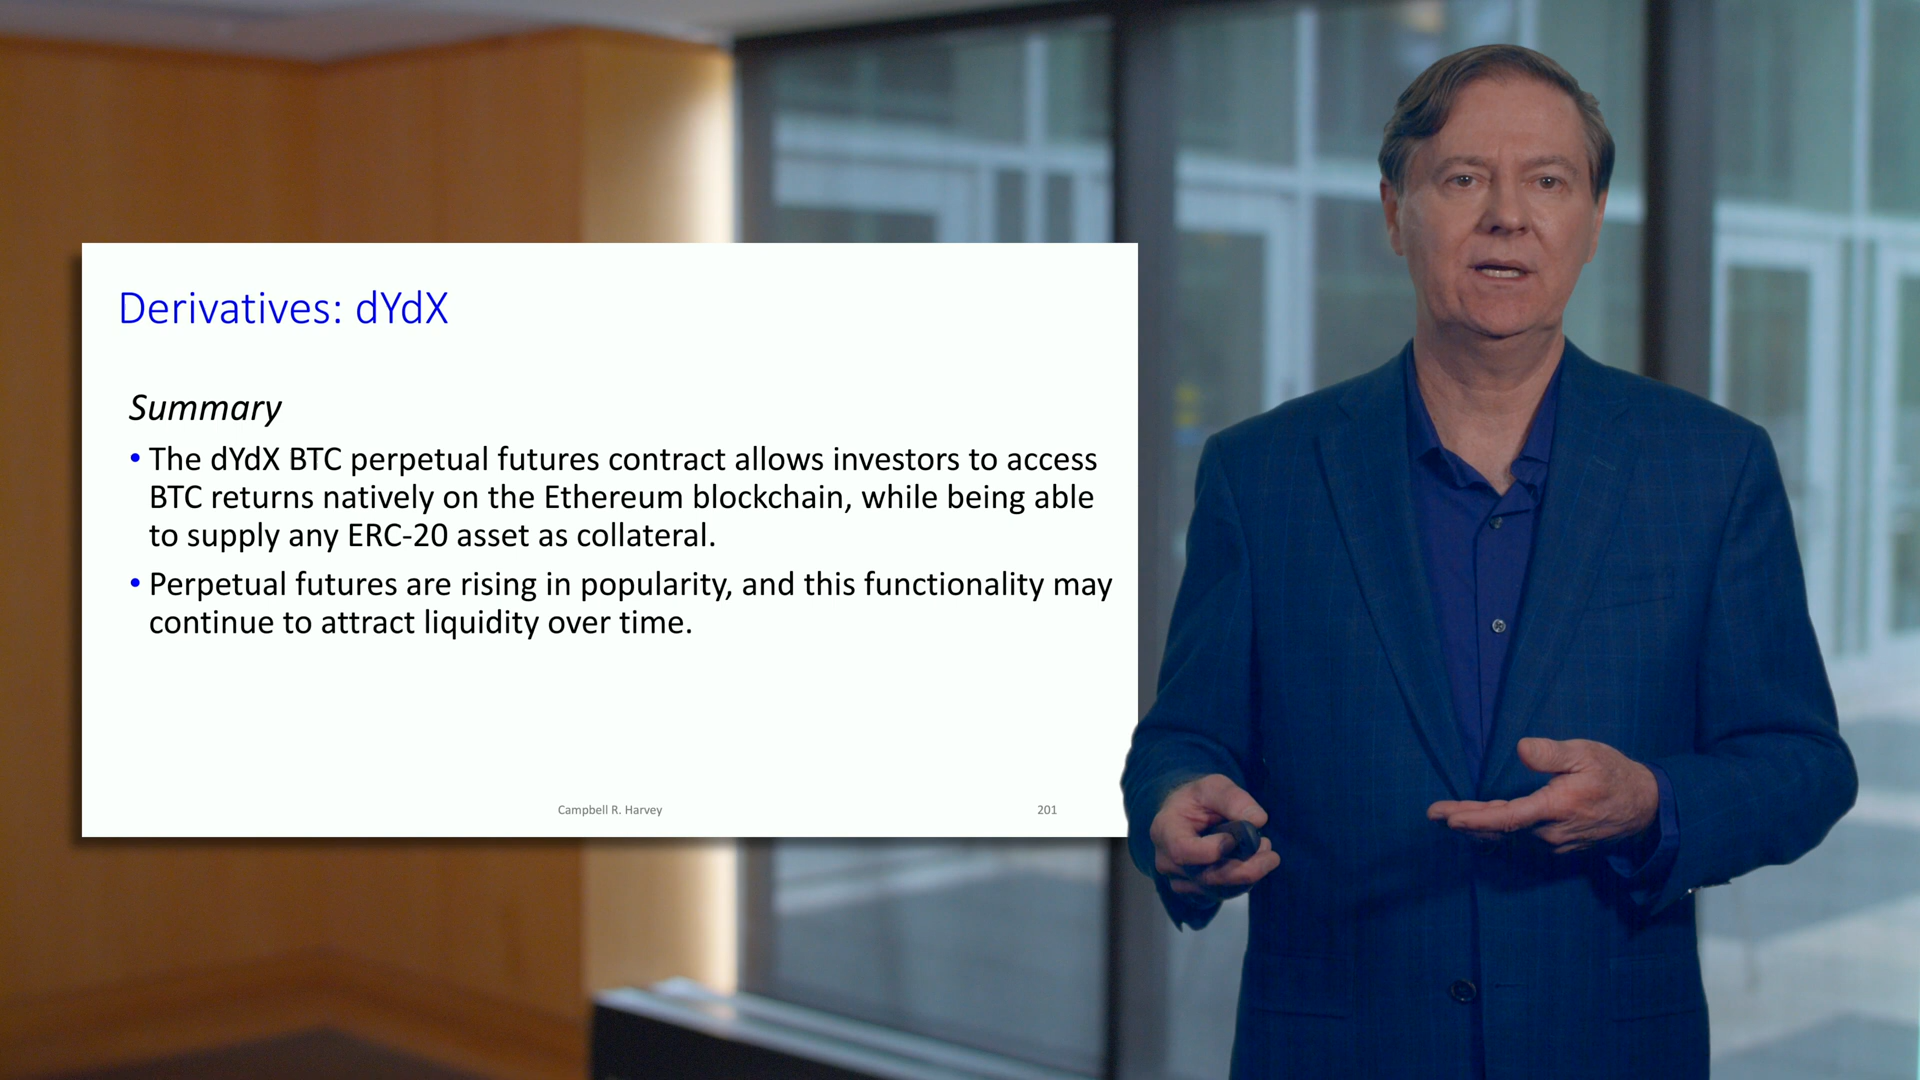 Derivatives: dYdX
Summary
• The dYdX BTC perpetual futures contract allows investors to access
BTC returns natively on the Ethereum blockchain, while being able
to supply any ERC-20 asset as collateral.
• Perpetual futures are rising in popularity, and this functionality may
continue to attract liquidity over time.
Campbell R. Harvey
201